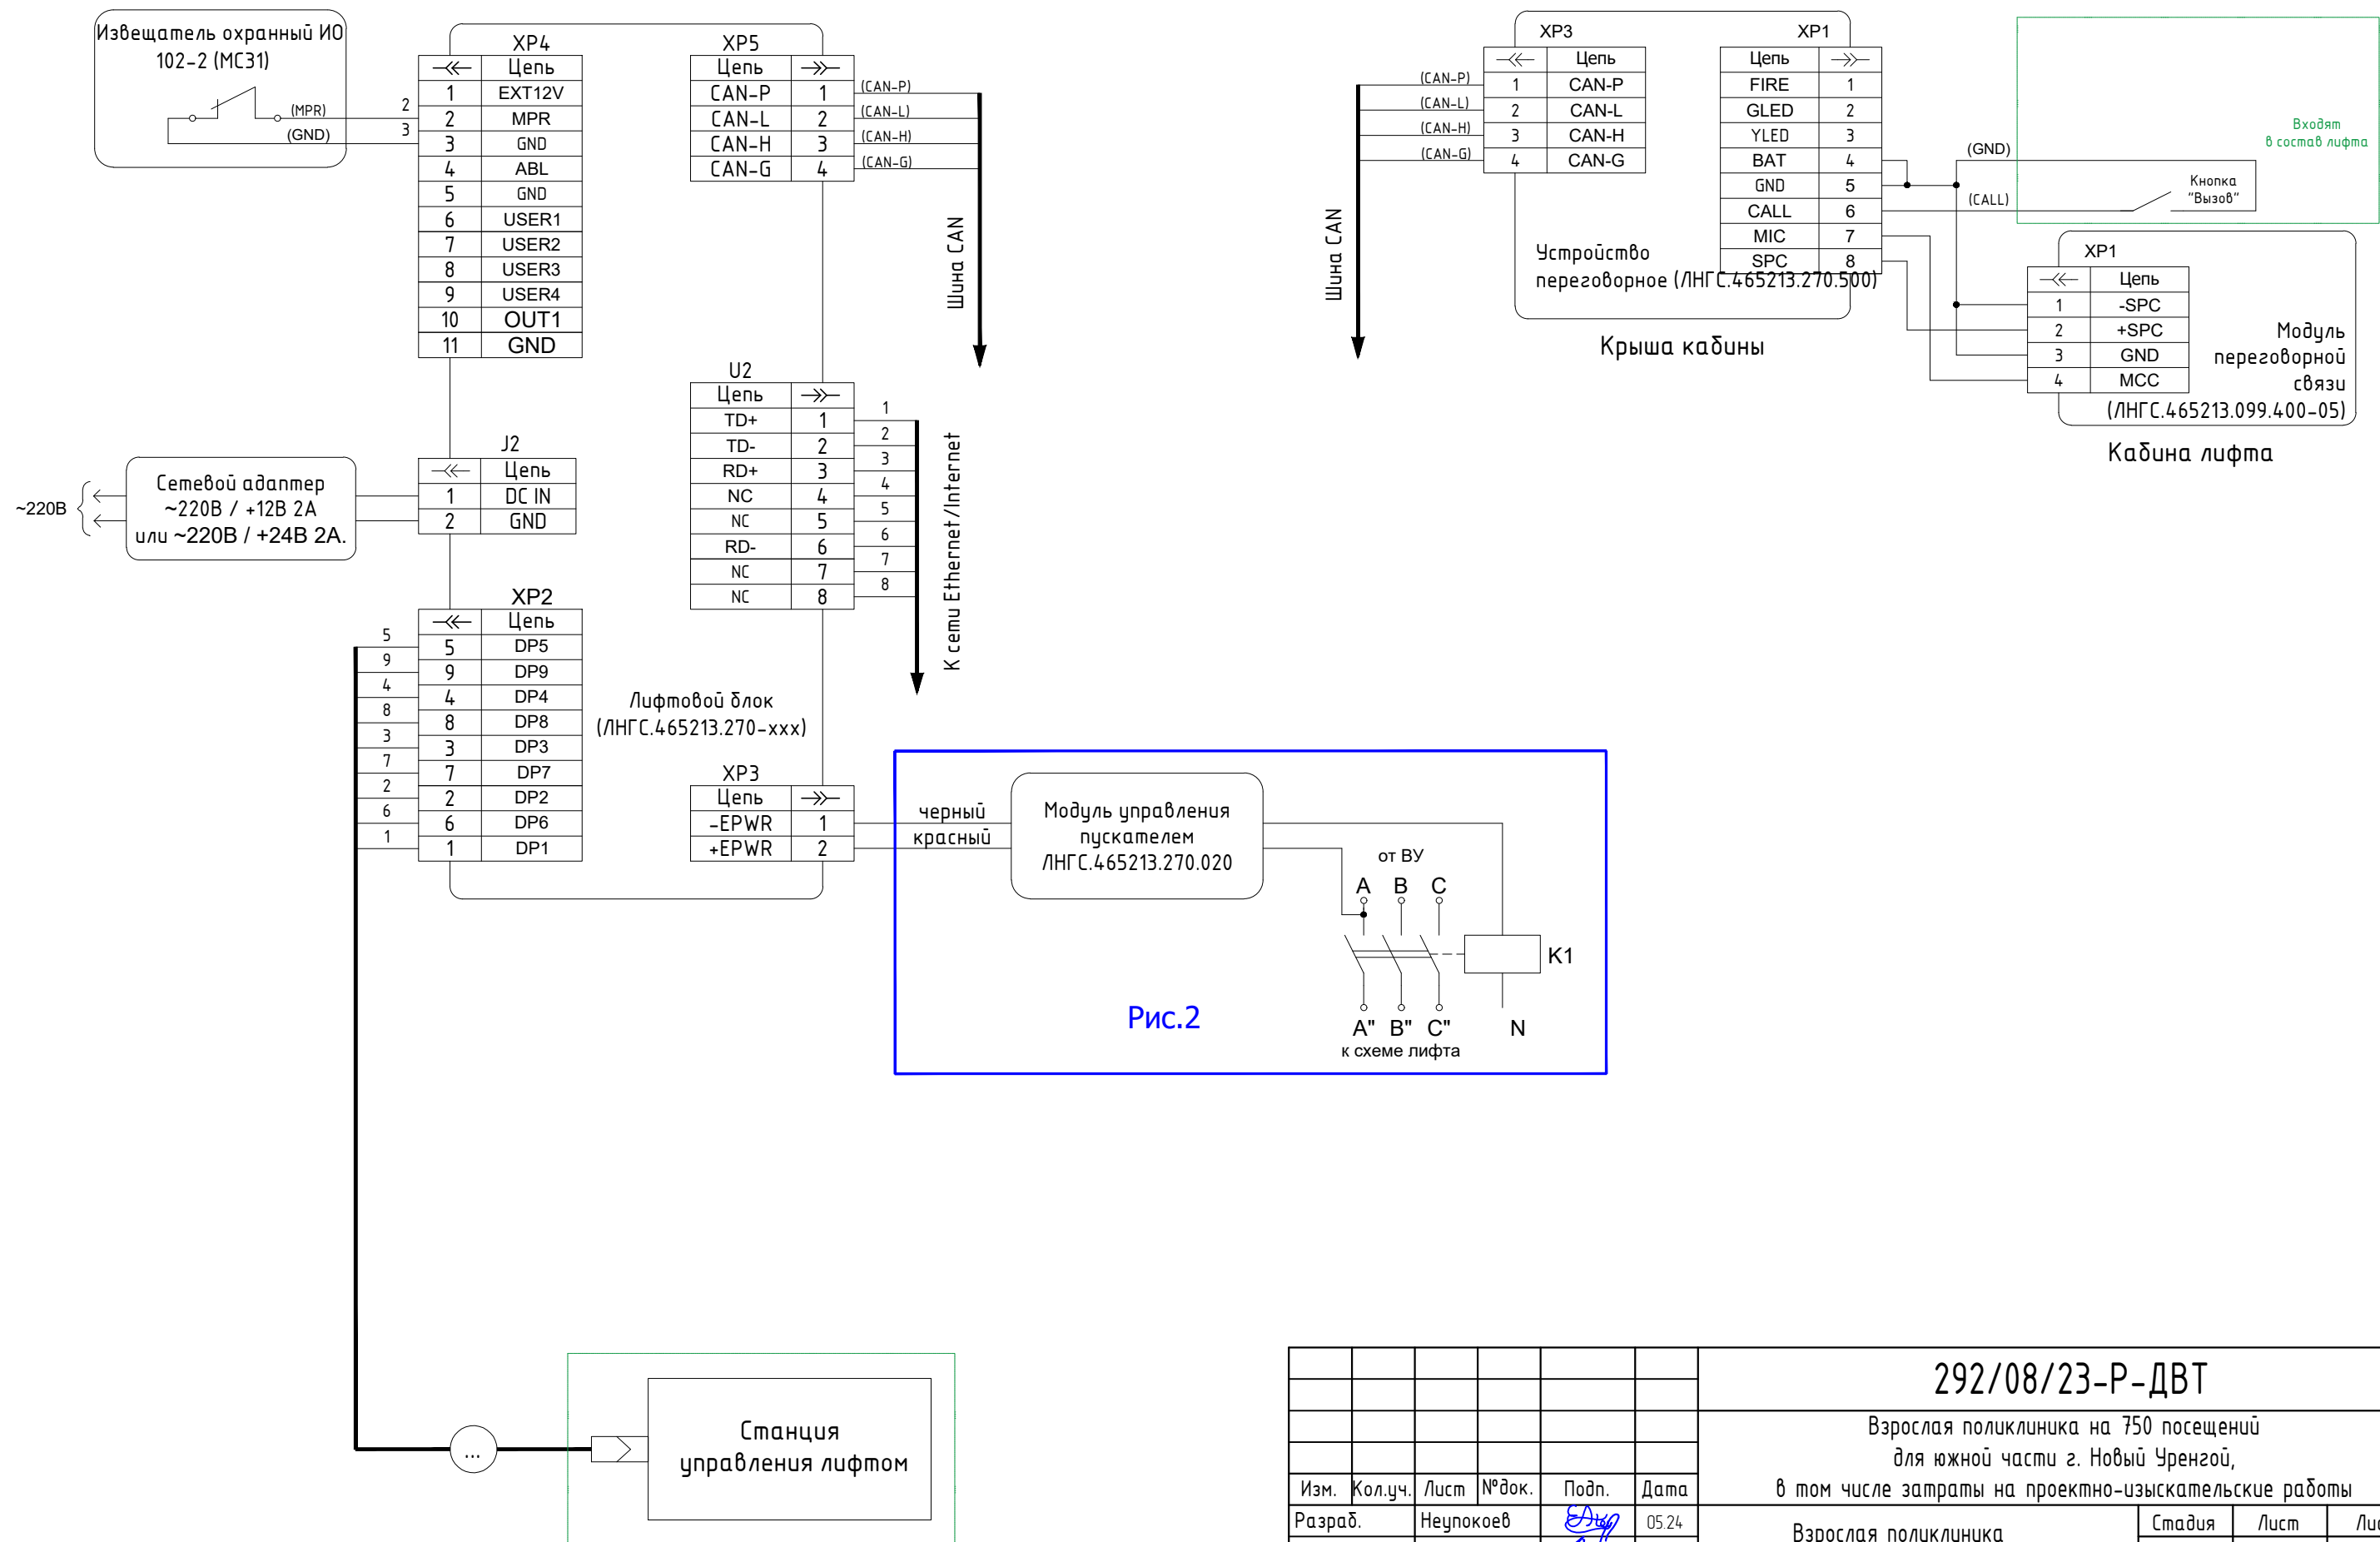 Извещатель охранный ИО
102-2 (МС31)
(MPR)
(GND)
2
3
XP4
Цепь
1 EXT12V
2 MPR
3 GND
4 ABL
5 GND
6 USER1
7 USER2
8 USER3
9 USER4
10 OUT1
11 GND
XP5
Цепь
CAN-P 1 (CAN-P)
CAN-L 2 (CAN-L)
CAN-H 3 (CAN-H)
CAN-G 4 (CAN-G)
Шина CAN
U2
Цепь
TD+ 1 1
TD- 2 2
RD+ 3 3
NC 4 4
NC 5 5
RD- 6 6
NC 7 7
NC 8 8
К сети Ethernet/Internet
~220В
Сетевой адаптер
~220В / +12В 2А
или ~220В / +24В 2А.
J2
Цепь
1 DC IN
2 GND
XP2
Цепь
5 5 DP5
9 9 DP9
4 4 DP4
8 8 DP8
3 3 DP3
7 7 DP7
2 2 DP2
6 6 DP6
1 1 DP1
Лифтовой блок
(ЛНГС.465213.270-xxx)
XP3
Цепь
-EPWR 1 черный
+EPWR 2 красный
Модуль управления
пускателем
ЛНГС.465213.270.020
от ВУ
A B C
K1
A" B" C" N
к схеме лифта
Рис.2
Шина CAN
XP3
Цепь
(CAN-P) 1 CAN-P
(CAN-L) 2 CAN-L
(CAN-H) 3 CAN-H
(CAN-G) 4 CAN-G
XP1
Цепь
FIRE 1
GLED 2
YLED 3
BAT 4
GND 5
CALL 6
MIC 7
SPC 8
Устройство
переговорное (ЛНГС.465213.270.500)
Крыша кабины
(GND)
(CALL)
Входят
в состав лифта
Кнопка
"Вызов"
XP1
Цепь
1 -SPC
2 +SPC
3 GND
4 MCC
Модуль
переговорной
связи
(ЛНГС.465213.099.400-05)
Кабина лифта
...
Станция
управления лифтом
292/08/23-Р-ДВТ
Взрослая поликлиника на 750 посещений
для южной части г. Новый Уренгой,
в том числе затраты на проектно-изыскательские работы
Изм. Кол.уч. Лист №док. Подп. Дата
Разраб. Неупокоев 05.24
Взрослая поликлиника
Стадия Лист